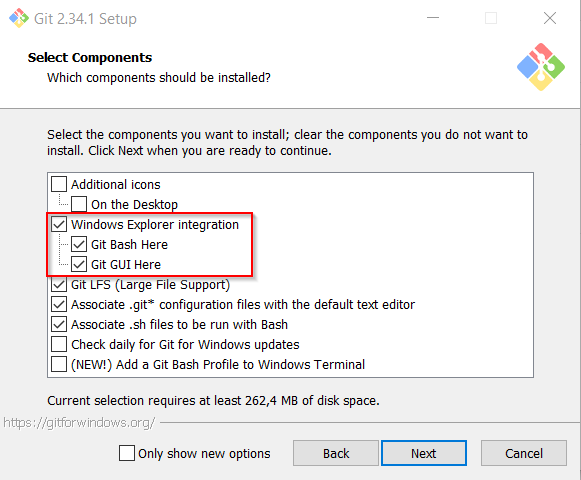 Git 2.34.1 Setup
Select Components
Which components should be installed?
Select the components you want to install; clear the components you do not want to
install. Click Next when you are ready to continue.
Additional icons
On the Desktop
Windows Explorer integration
Git Bash Here
Git GUI Here
Git LFS (Large File Support)
Associate .git* configuration files with the default text editor
Associate .sh files to be run with Bash
Check daily for Git for Windows updates
(NEW!) Add a Git Bash Profile to Windows Terminal
Current selection requires at least 262,4 MB of disk space.
https://gitforwindows.org/
Only show new options
Back
Next
Cancel